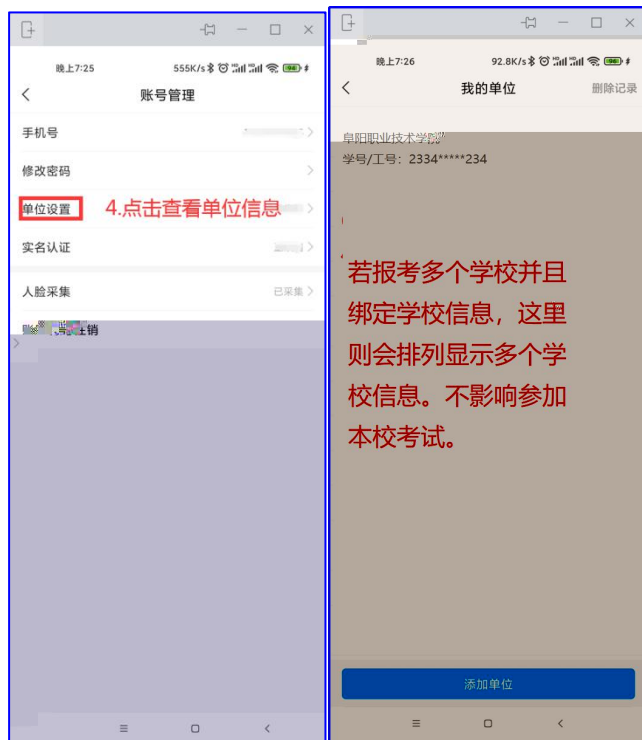 晚上7:25
555K/s
账号管理
手机号
修改密码
单位设置
4.点击查看单位信息
实名认证
人脸采集
已采集
销
晚上7:26
92.8K/s
我的单位
删除记录
阜阳职业技术学院
学号/工号：2334*****234
若报考多个学校并且
绑定学校信息，这里
则会排列显示多个学
校信息。不影响参加
本校考试。
添加单位